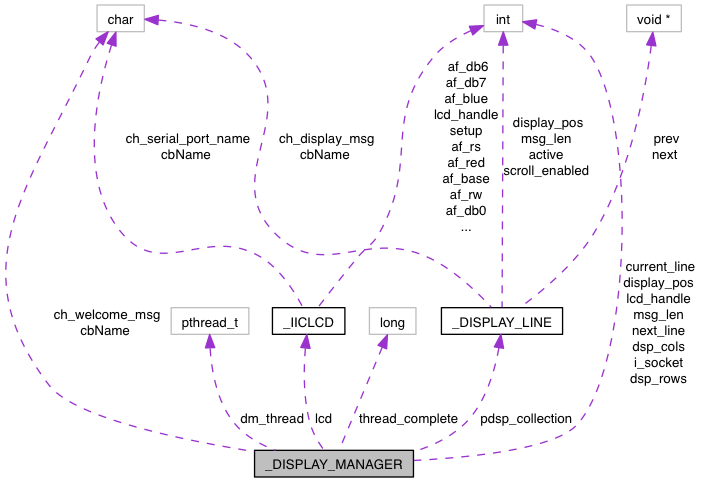 char
int
void *
af_db6
af_db7
af_blue
lcd_handle
setup
af_rs
af_red
af_base
af_rw
af_db0
...
ch_serial_port_name
cbName
ch_display_msg
cbName
display_pos
msg_len
active
scroll_enabled
prev
next
ch_welcome_msg
cbName
pthread_t
_IICLCD
long
_DISPLAY_LINE
current_line
display_pos
lcd_handle
msg_len
next_line
dsp_cols
i_socket
dsp_rows
dm_thread
lcd
thread_complete
pdsp_collection
_DISPLAY_MANAGER